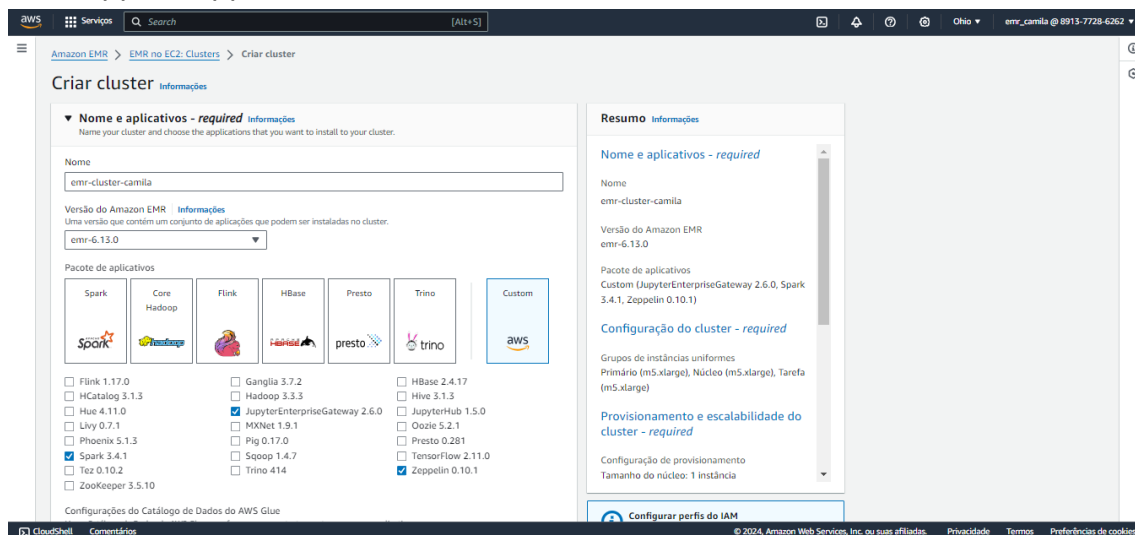 aws
Serviços
Search
[Alt+S]
Ohio ▼
emr_camila @ 8913-7728-6262 ▼
Amazon EMR > EMR no EC2: Clusters > Criar cluster
Criar cluster Informações
▼ Nome e aplicativos - required Informações
Name your cluster and choose the applications that you want to install to your cluster.
Nome
emr-cluster-camila
Versão do Amazon EMR Informações
Uma versão que contém um conjunto de aplicações que podem ser instaladas no cluster.
emr-6.13.0
Pacote de aplicativos
Spark
Core Hadoop
Flink
HBase
Presto
Trino
Custom
Spark
hadoop
HBASE
presto
trino
aws
Flink 1.17.0
Ganglia 3.7.2
HBase 2.4.17
HCatalog 3.1.3
Hadoop 3.3.3
Hive 3.1.3
Hue 4.11.0
JupyterEnterpriseGateway 2.6.0
JupyterHub 1.5.0
Livy 0.7.1
MXNet 1.9.1
Oozie 5.2.1
Phoenix 5.1.3
Pig 0.17.0
Presto 0.281
Spark 3.4.1
Sqoop 1.4.7
TensorFlow 2.11.0
Tez 0.10.2
Trino 414
Zeppelin 0.10.1
ZooKeeper 3.5.10
Configurações do Catálogo de Dados do AWS Glue
Resumo Informações
Nome e aplicativos - required
Nome
emr-cluster-camila
Versão do Amazon EMR
emr-6.13.0
Pacote de aplicativos
Custom (JupyterEnterpriseGateway 2.6.0, Spark
3.4.1, Zeppelin 0.10.1)
Configuração do cluster - required
Grupos de instâncias uniformes
Primário (m5.xlarge), Núcleo (m5.xlarge), Tarefa
(m5.xlarge)
Provisionamento e escalabilidade do
cluster - required
Configuração de provisionamento
Tamanho do núcleo: 1 instância
Configurar perfis do IAM
CloudShell
Comentários
© 2024, Amazon Web Services, Inc. ou suas afiliadas.
Privacidade
Termos
Preferências de cookies